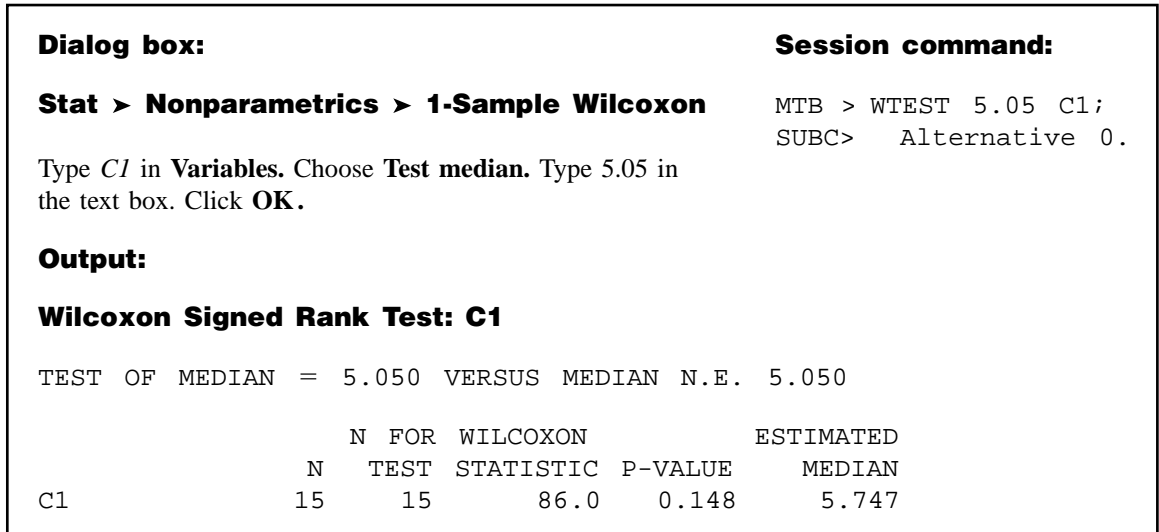 Dialog box:
Session command:
Stat ➤ Nonparametrics ➤ 1-Sample Wilcoxon
MTB > WTEST 5.05 C1;
SUBC> Alternative 0.
Type C1 in Variables. Choose Test median. Type 5.05 in
the text box. Click OK.
Output:
Wilcoxon Signed Rank Test: C1
TEST OF MEDIAN = 5.050 VERSUS MEDIAN N.E. 5.050
N FOR WILCOXON ESTIMATED
N TEST STATISTIC P-VALUE MEDIAN
C1 15 15 86.0 0.148 5.747